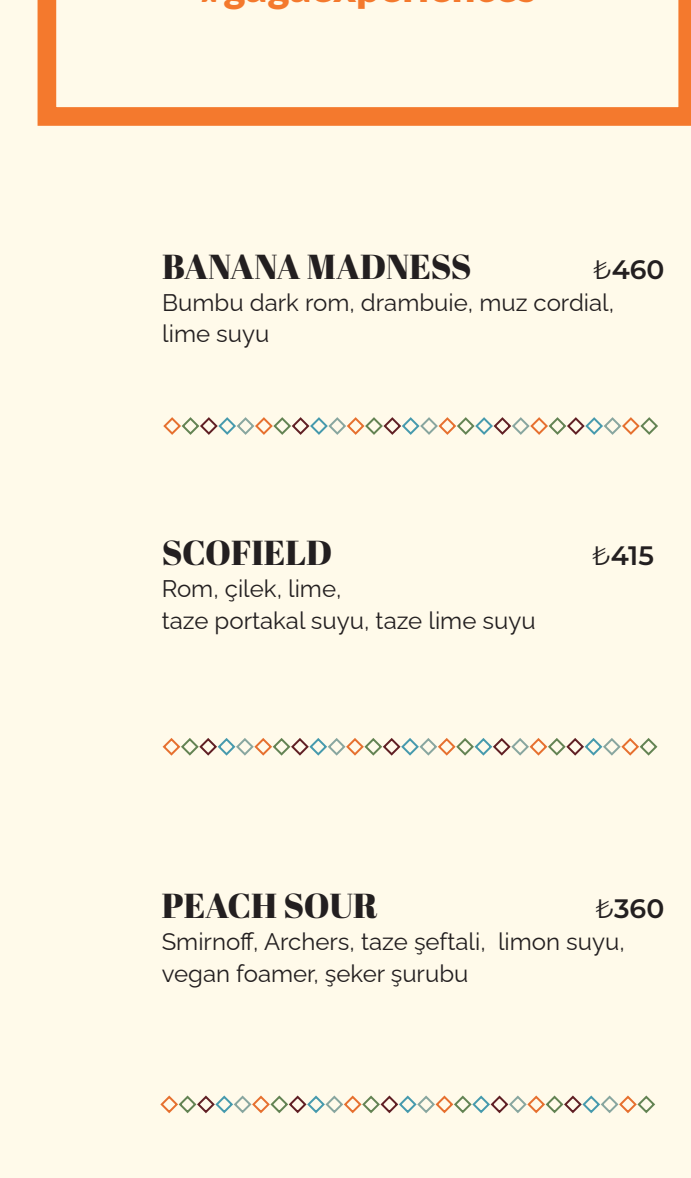 #gagaexperiences
BANANA MADNESS ₺460
Bumbu dark rom, drambuie, muz cordial,
lime suyu
SCOFIELD ₺415
Rom, çilek, lime,
taze portakal suyu, taze lime suyu
PEACH SOUR ₺360
Smirnoff, Archers, taze şeftali,  limon suyu,
vegan foamer, şeker şurubu